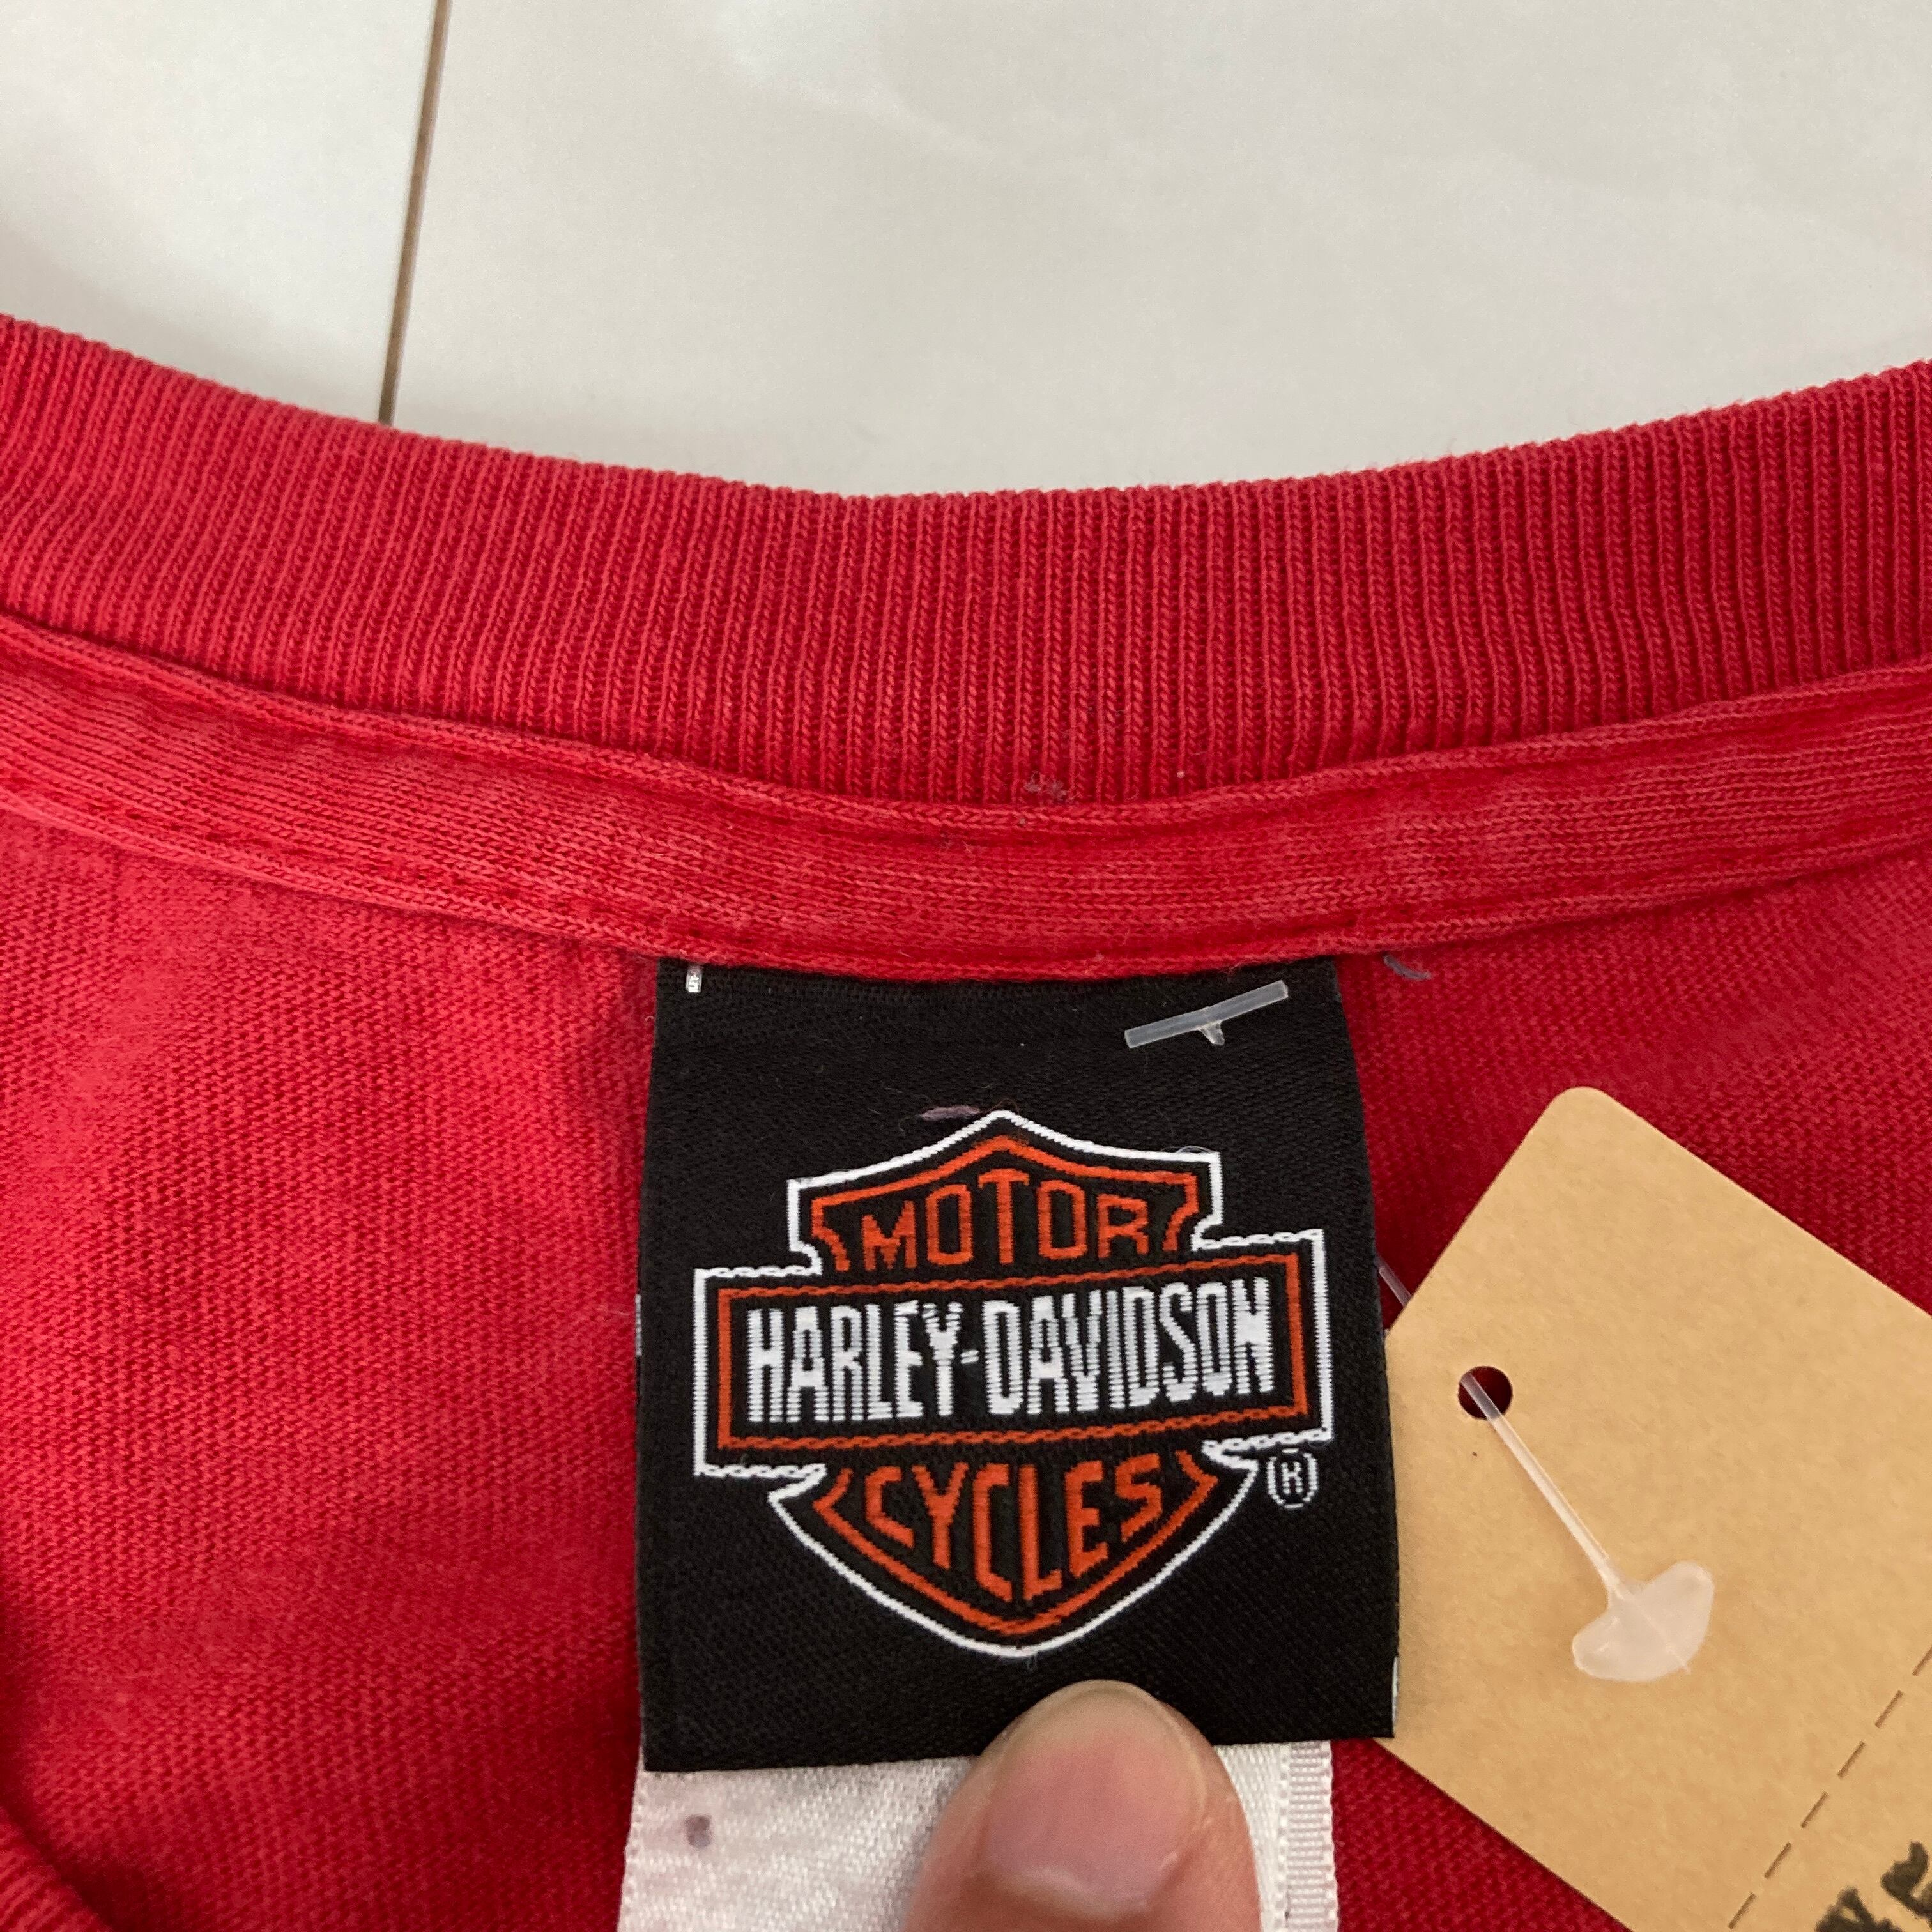 MOTOR
HARLEY-DAVIDSON
CYCLES
®